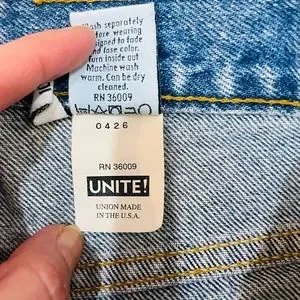 Wash separately
before wearing
designed to fade
and lose color.
Turn inside out
Machine wash
warm. Can be dry
cleaned.
RN 36009
0426
RN 36009
UNITE!
UNION MADE
IN THE U.S.A.